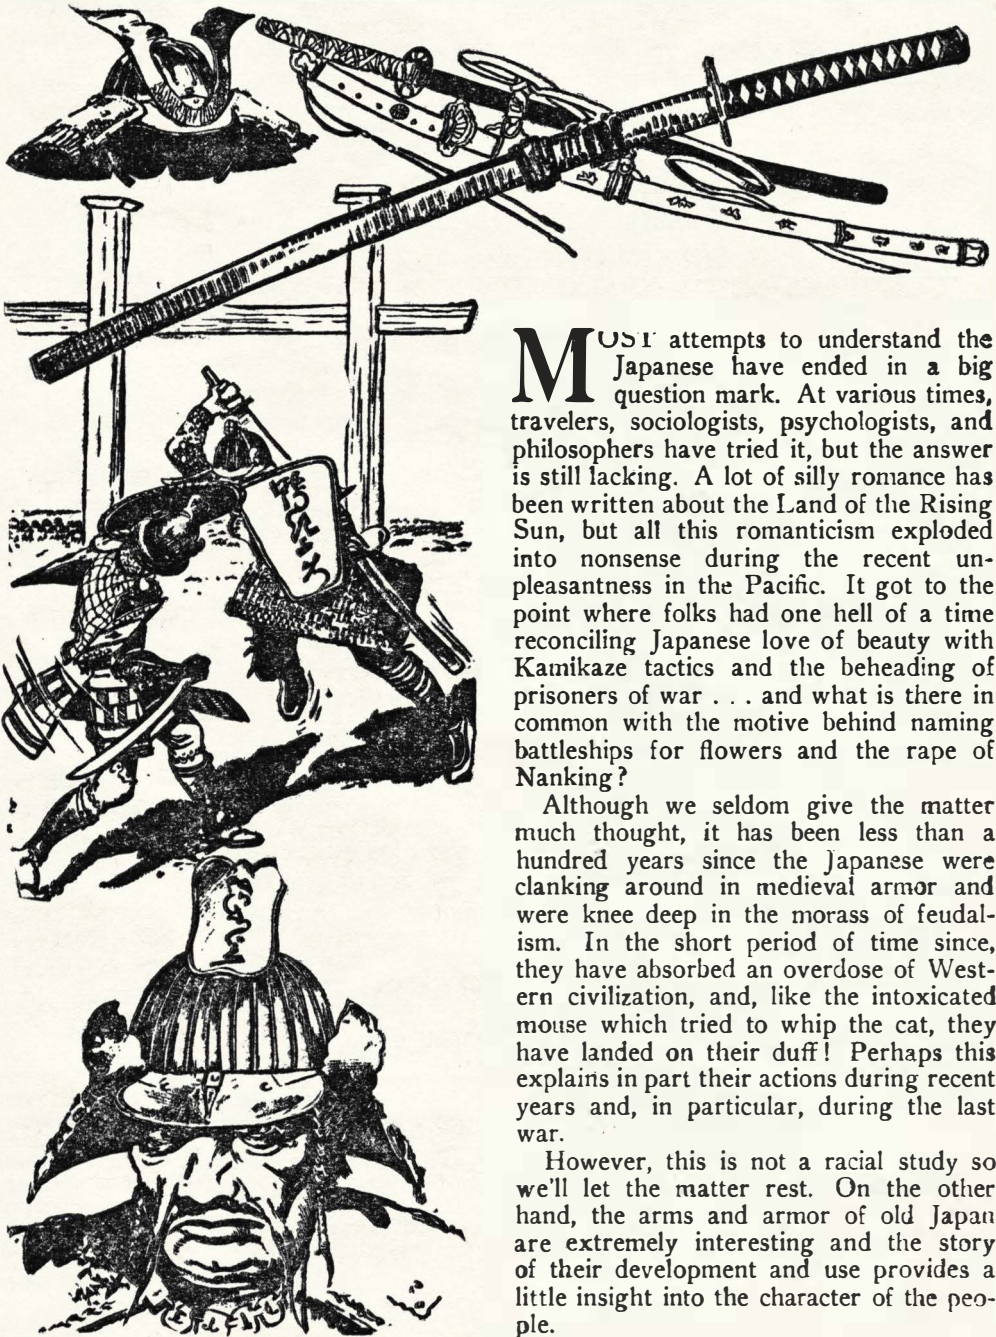 MOST attempts to understand the
Japanese have ended in a big
question mark. At various times,
travelers, sociologists, psychologists, and
philosophers have tried it, but the answer
is still lacking. A lot of silly romance has
been written about the Land of the Rising
Sun, but all this romanticism exploded
into nonsense during the recent un-
pleasantness in the Pacific. It got to the
point where folks had one hell of a time
reconciling Japanese love of beauty with
Kamikaze tactics and the beheading of
prisoners of war . . . and what is there in
common with the motive behind naming
battleships for flowers and the rape of
Nanking?
Although we seldom give the matter
much thought, it has been less than a
hundred years since the Japanese were
clanking around in medieval armor and
were knee deep in the morass of feudal-
ism. In the short period of time since,
they have absorbed an overdose of West-
ern civilization, and, like the intoxicated
mouse which tried to whip the cat, they
have landed on their duff! Perhaps this
explains in part their actions during recent
years and, in particular, during the last
war.
However, this is not a racial study so
we'll let the matter rest. On the other
hand, the arms and armor of old Japan
are extremely interesting and the story
of their development and use provides a
little insight into the character of the peo-
ple.